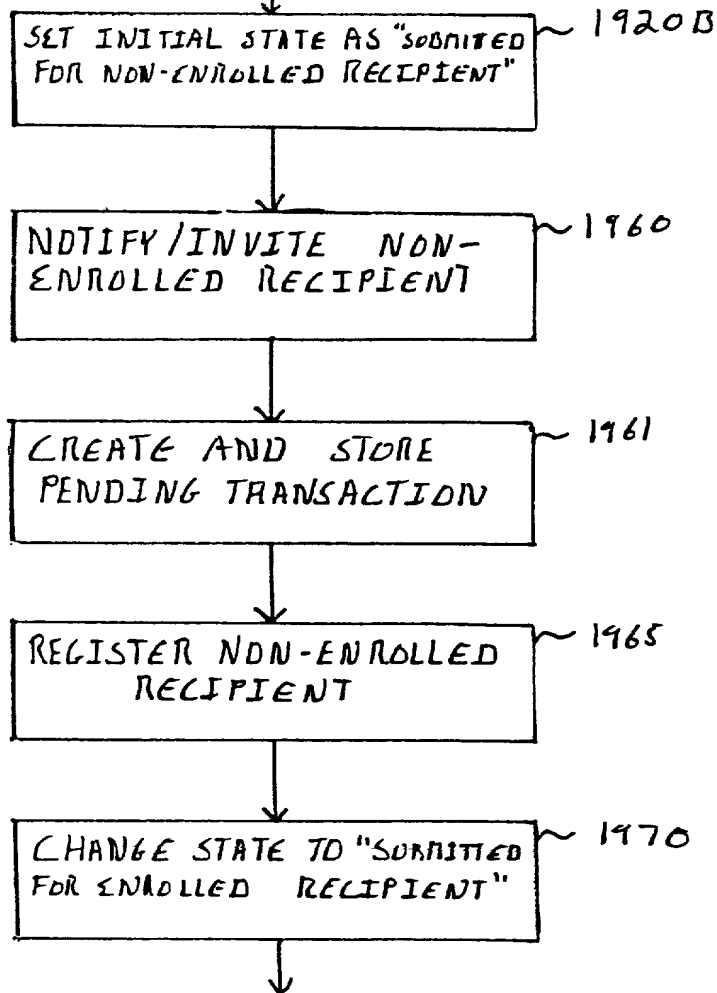 SET INITIAL STATE AS "SUBMITTED
FOR NON-ENROLLED RECIPIENT"
1920B
NOTIFY/INVITE NON-
ENROLLED RECIPIENT
1960
CREATE AND STORE
PENDING TRANSACTION
1961
REGISTER NON-ENROLLED
RECIPIENT
1965
CHANGE STATE TO "SUBMITTED
FOR ENROLLED RECIPIENT"
1970